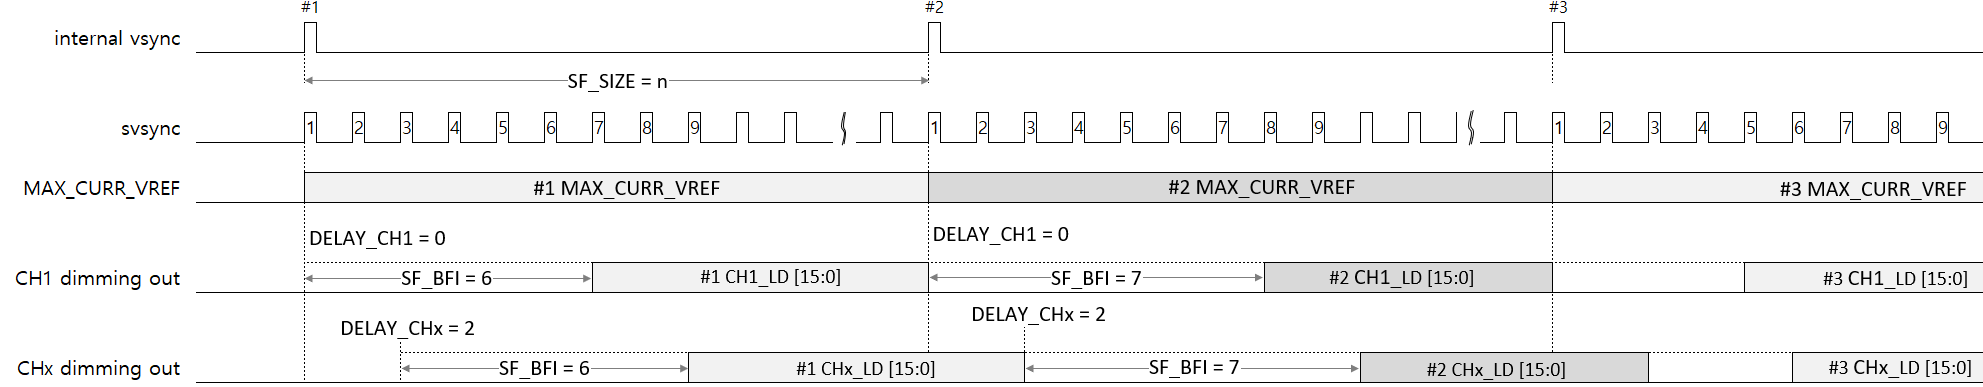 #1 #2 #3
internal vsync
SF_SIZE = n
svsync 1 2 3 4 5 6 7 8 9 1 2 3 4 5 6 7 8 9 1 2 3 4 5 6 7 8 9
MAX_CURR_VREF #1 MAX_CURR_VREF #2 MAX_CURR_VREF #3 MAX_CURR_VREF
DELAY_CH1 = 0 DELAY_CH1 = 0
CH1 dimming out SF_BFI = 6 #1 CH1_LD [15:0] SF_BFI = 7 #2 CH1_LD [15:0] #3 CH1_LD [15:0]
DELAY_CHx = 2 DELAY_CHx = 2
CHx dimming out SF_BFI = 6 #1 CHx_LD [15:0] SF_BFI = 7 #2 CHx_LD [15:0] #3 CHx_LD [15:0]